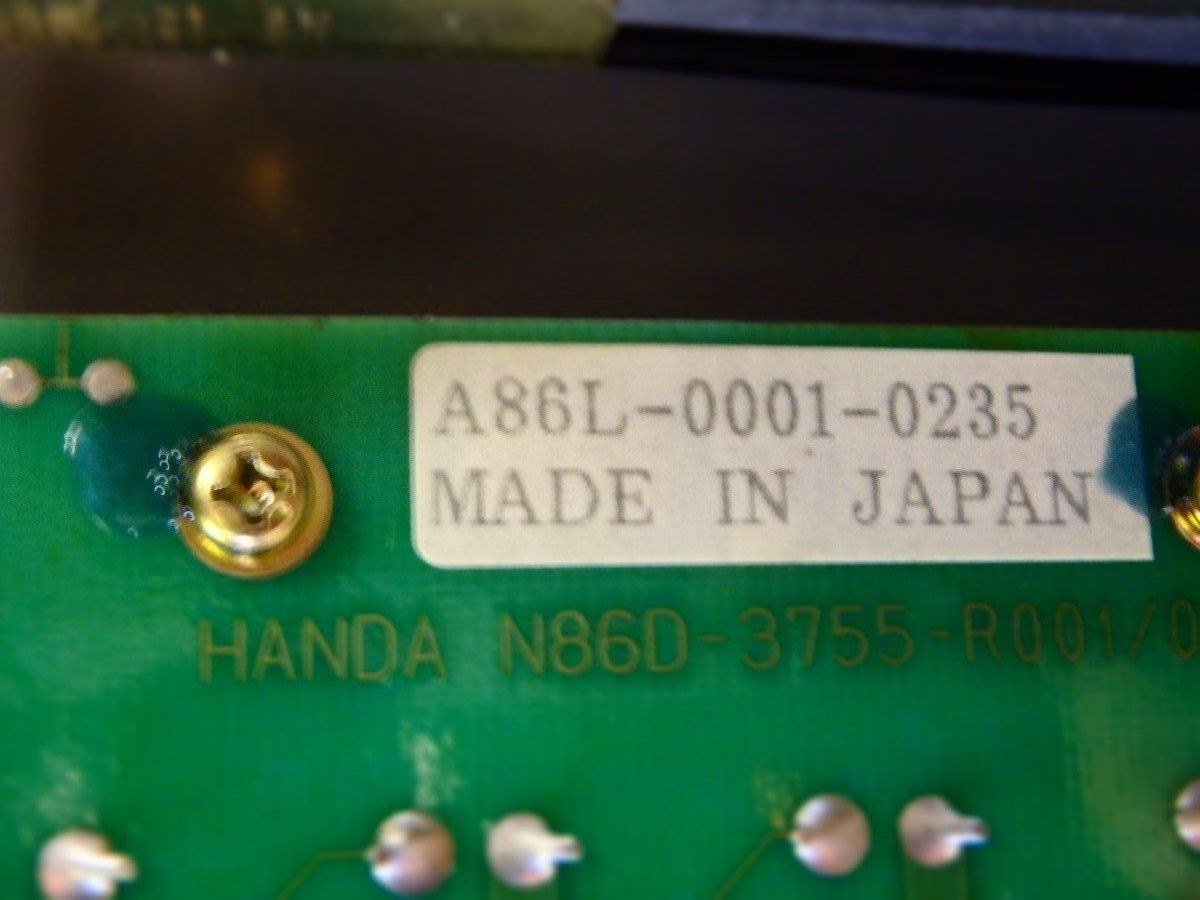 A86L-0001-0235
MADE IN JAPAN
HANDA N86D-3755-R001/0